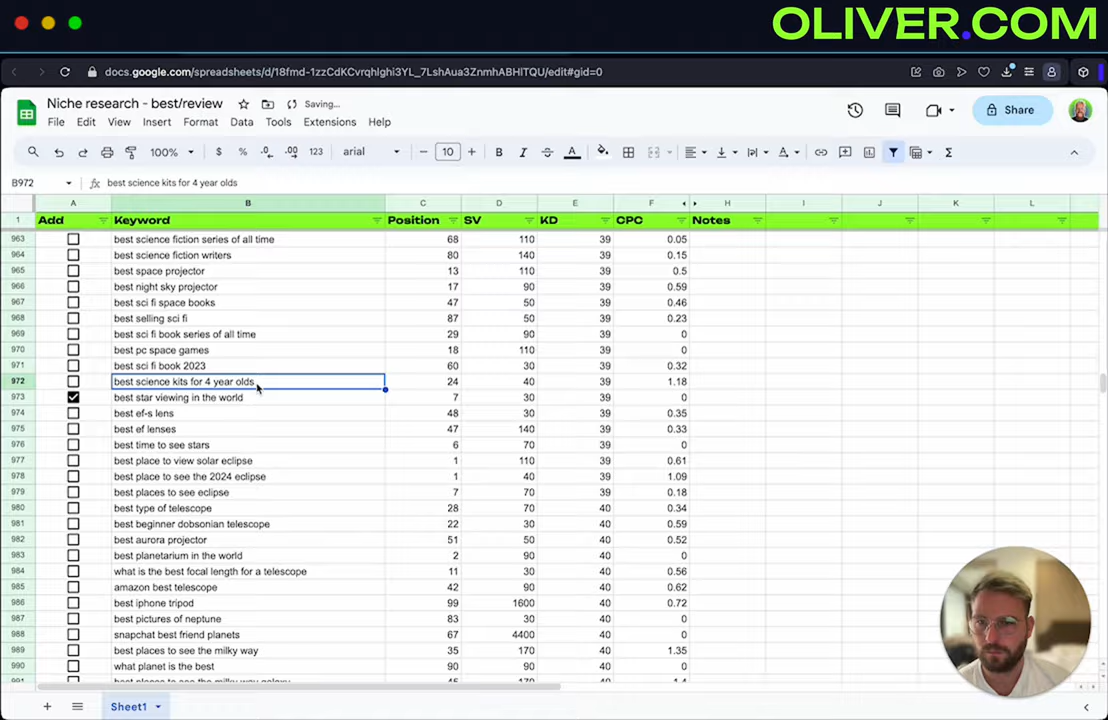 OLIVER.COM
docs.google.com/spreadsheets/d/18fmd-1zzCdKCvrqhlghi3YL_7LshAua3ZnmhABHITQU/edit#gid=0
Niche research - best/review
Saving...
File Edit View Insert Format Data Tools Extensions Help
Share
100% $ % .0 .00 123 arial 10 B I A
B972 fx best science kits for 4 year olds
A B C D E F H I J K L
1 Add Keyword Position SV KD CPC Notes
963 best science fiction series of all time 68 110 39 0.05
964 best science fiction writers 80 140 39 0.15
965 best space projector 13 110 39 0.5
966 best night sky projector 17 90 39 0.59
967 best sci fi space books 47 50 39 0.46
968 best selling sci fi 87 50 39 0.23
969 best sci fi book series of all time 29 90 39 0
970 best pc space games 18 110 39 0
971 best sci fi book 2023 60 30 39 0.32
972 best science kits for 4 year olds 24 40 39 1.18
973 best star viewing in the world 7 30 39 0
974 best ef-s lens 48 30 39 0.35
975 best ef lenses 47 140 39 0.33
976 best time to see stars 6 70 39 0
977 best place to view solar eclipse 1 110 39 0.61
978 best place to see the 2024 eclipse 1 40 39 1.09
979 best places to see eclipse 7 70 39 0.18
980 best type of telescope 28 70 40 0.34
981 best beginner dobsonian telescope 22 30 40 0.59
982 best aurora projector 51 50 40 0.52
983 best planetarium in the world 2 90 40 0
984 what is the best focal length for a telescope 11 30 40 0.56
985 amazon best telescope 42 90 40 0.62
986 best iphone tripod 99 1600 40 0.72
987 best pictures of neptune 83 30 40 0
988 snapchat best friend planets 67 4400 40 0
989 best places to see the milky way 35 170 40 1.35
990 what planet is the best 90 90 40 0
991 best places to see the milky way galaxy 45 170 40 1.4
Sheet1